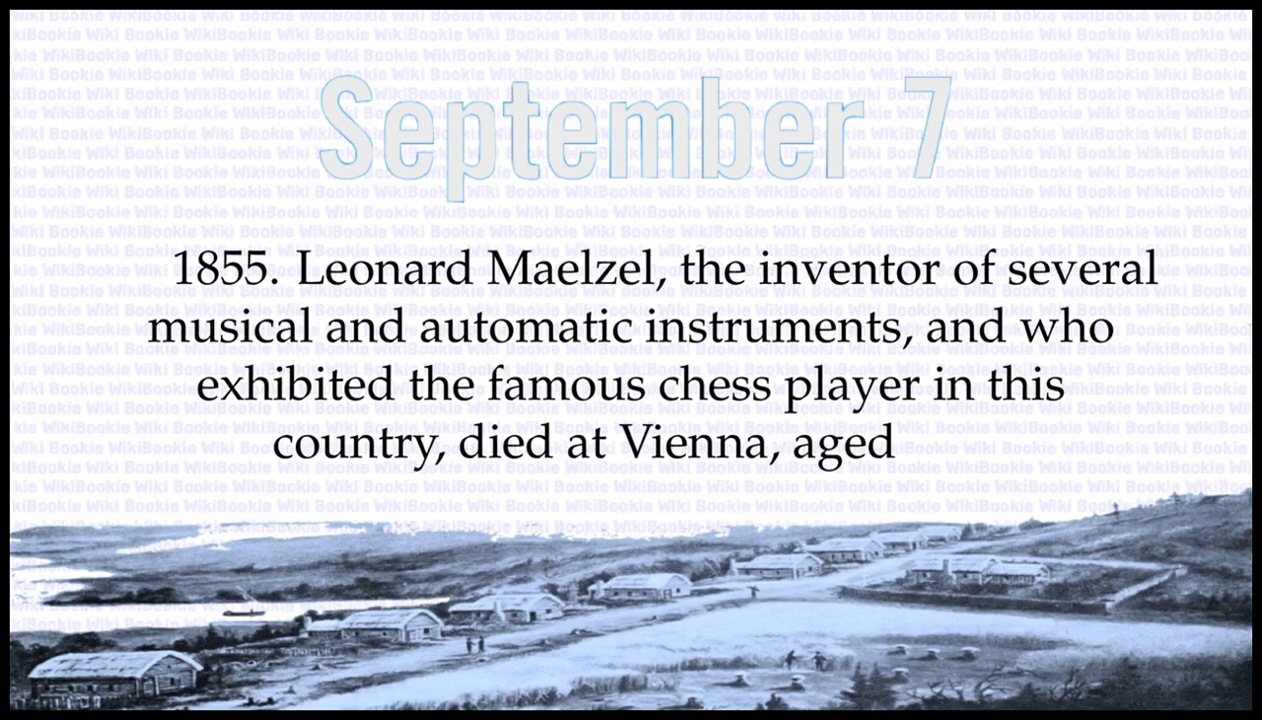 September 7
1855. Leonard Maelzel, the inventor of several
musical and automatic instruments, and who
exhibited the famous chess player in this
country, died at Vienna, aged